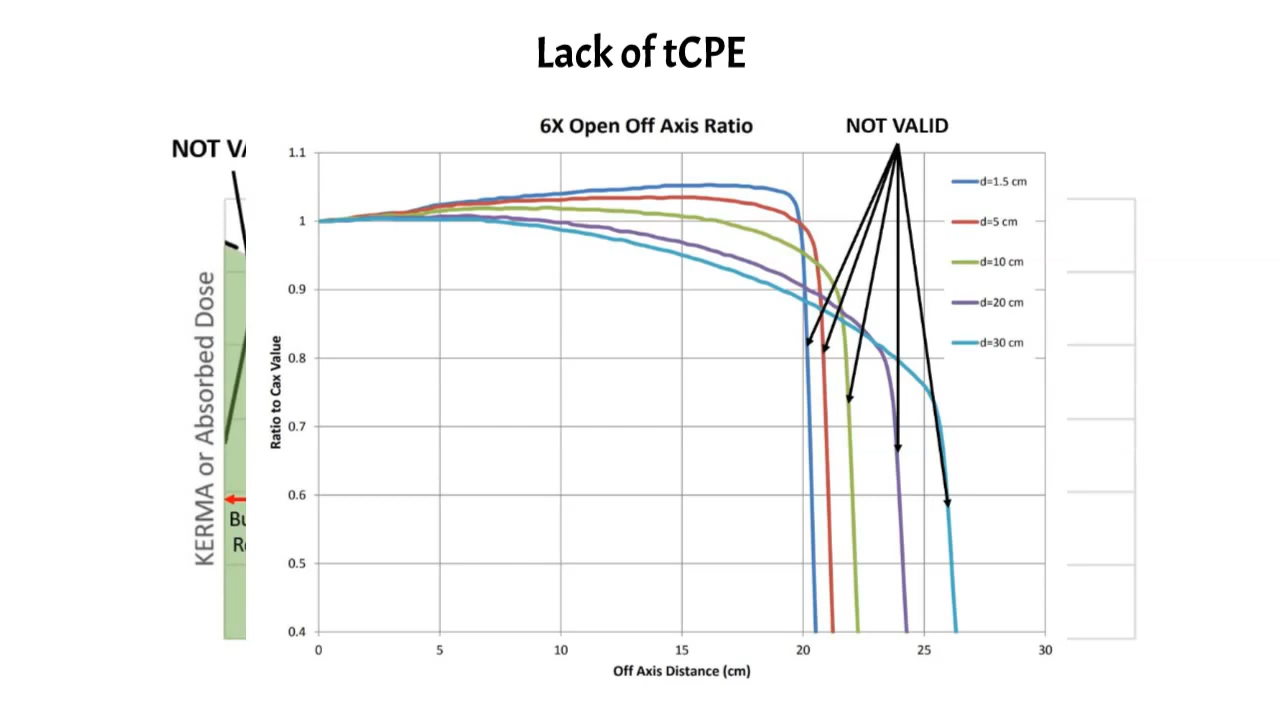 Lack of tCPE
6X Open Off Axis Ratio
NOT VALID
NOT VA
1.1
1
0.9
0.8
0.7
0.6
0.5
0.4
0
5
10
15
20
25
30
Ratio to Cax Value
Off Axis Distance (cm)
d=1.5 cm
d=5 cm
d=10 cm
d=20 cm
d=30 cm
KERMA or Absorbed Dose